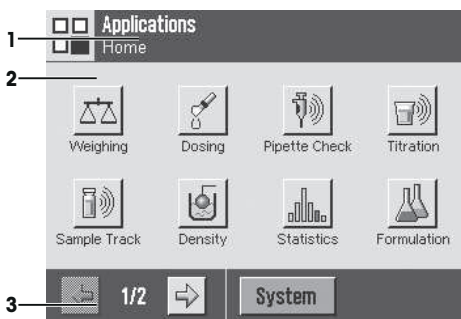 Applications
1
Home
2
Weighing Dosing Pipette Check Titration
Sample Track Density Statistics Formulation
3 1/2 System